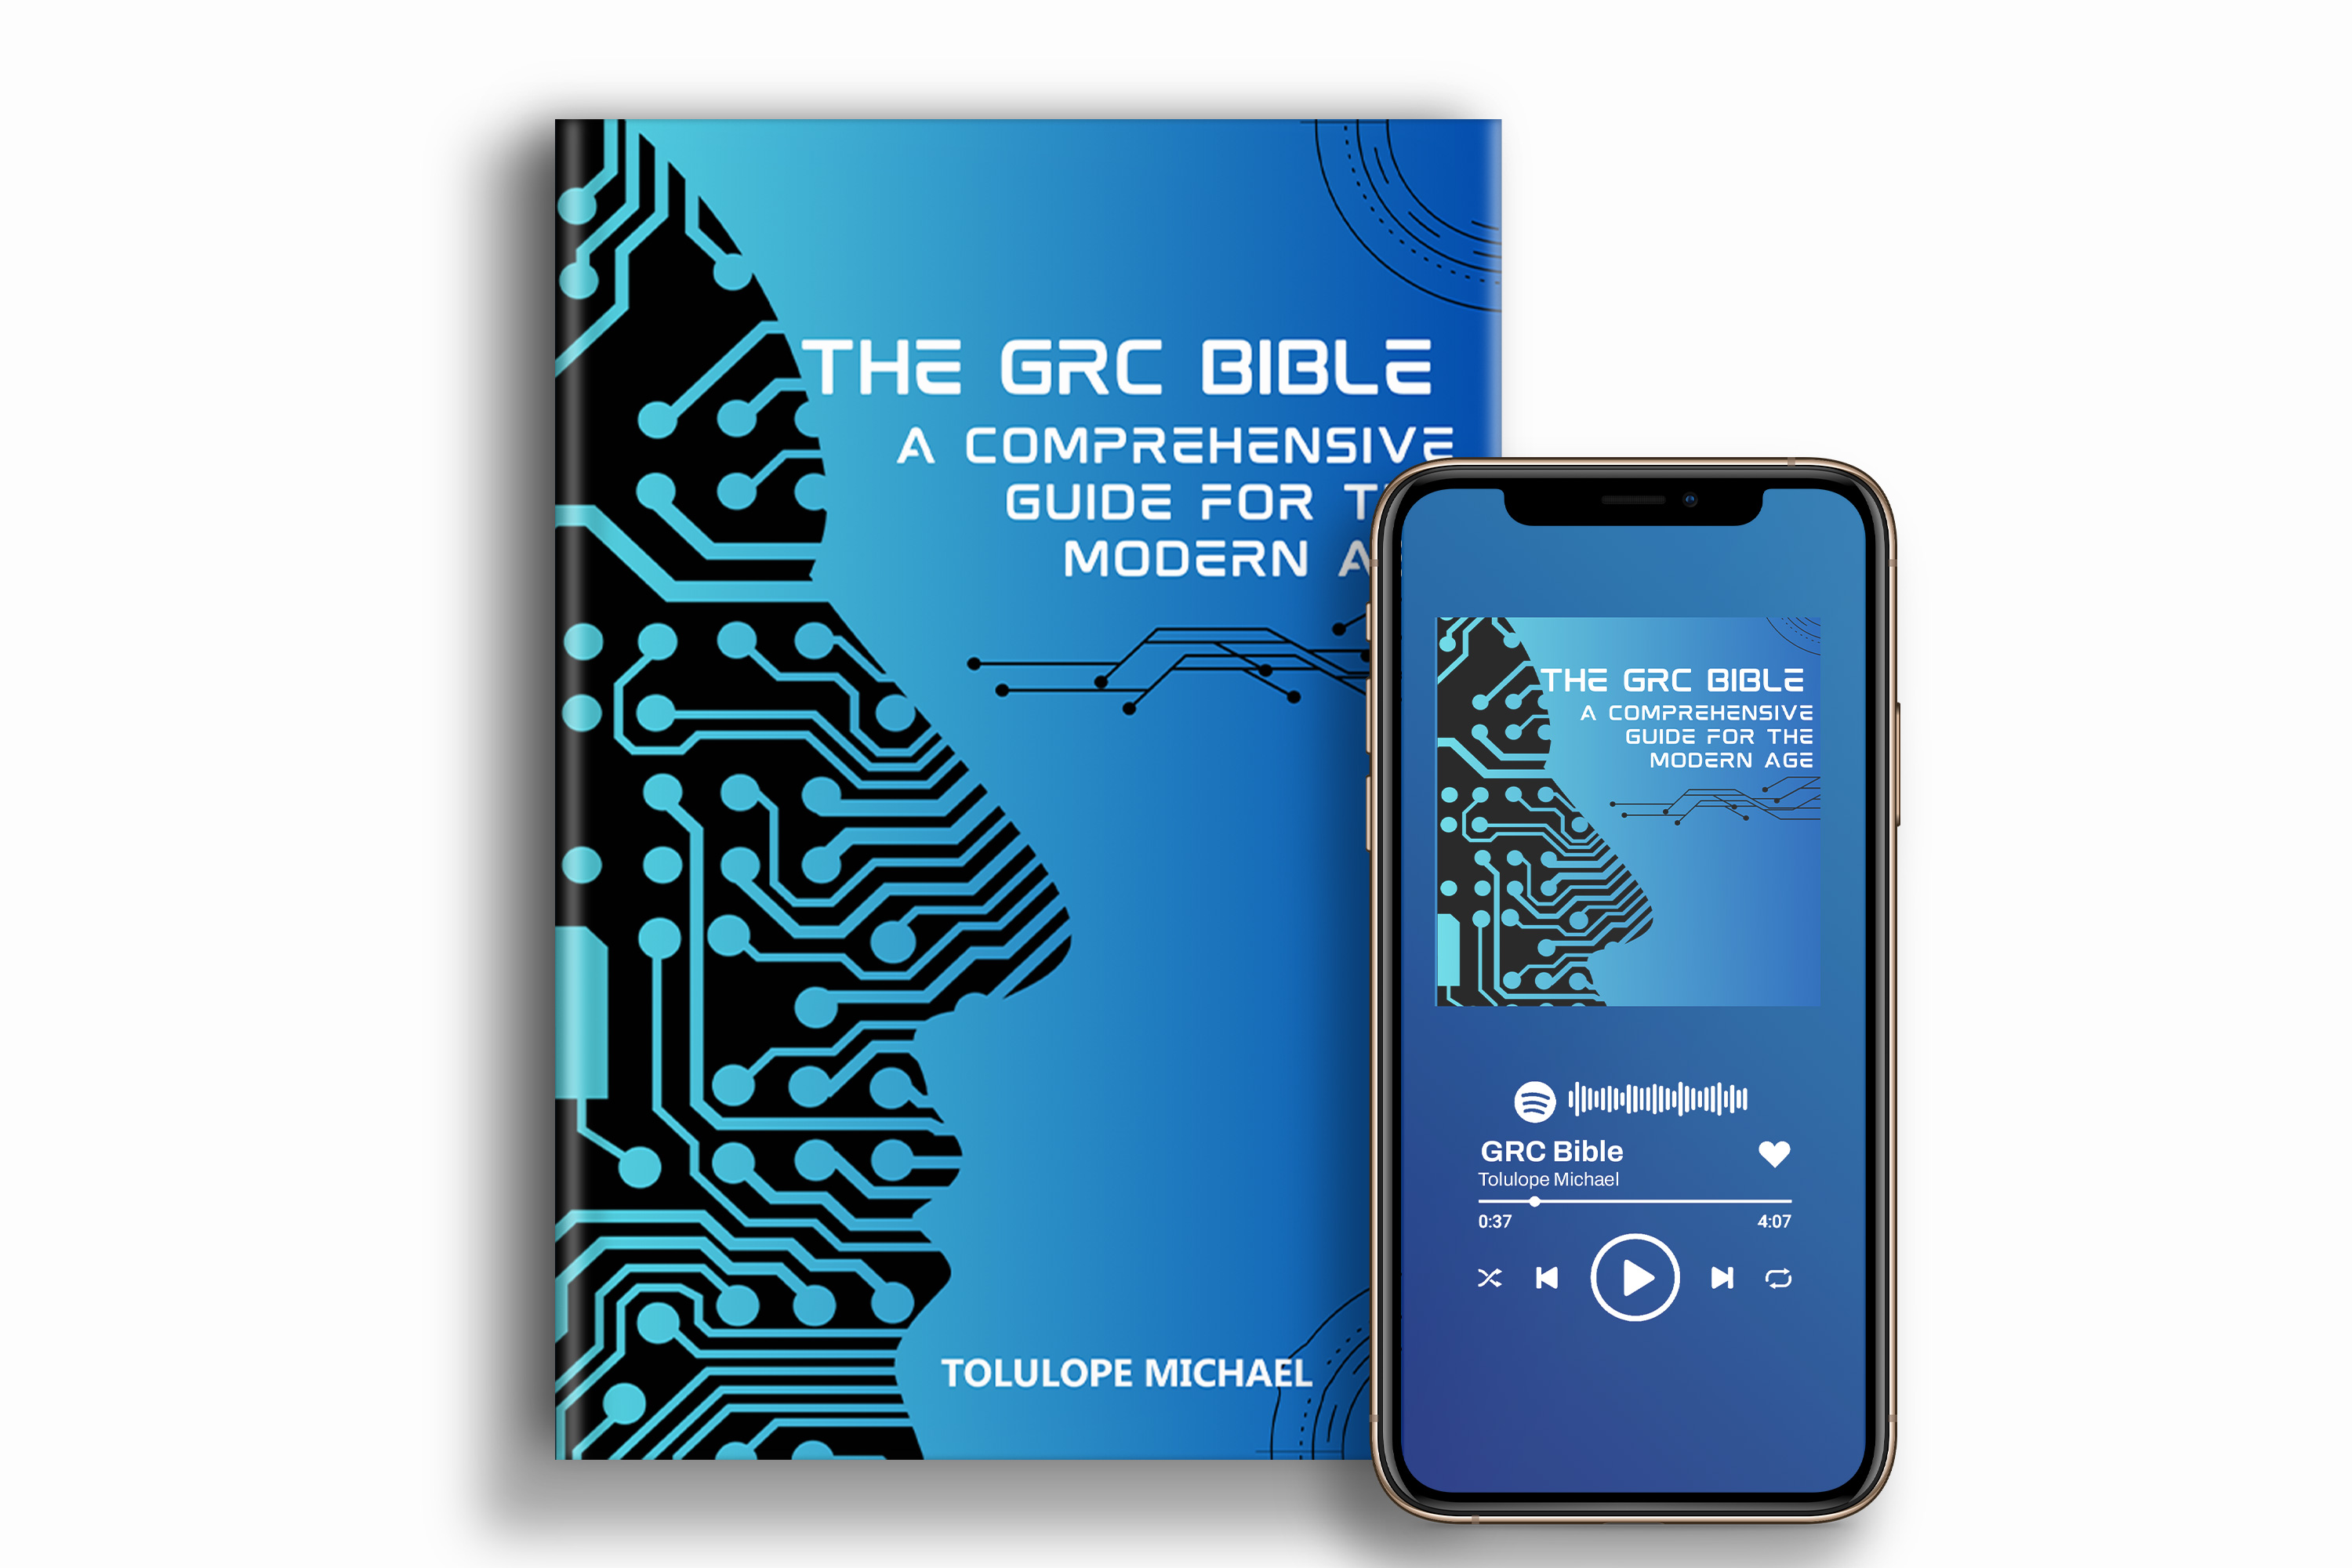 THE GRC BIBLE
A COMPREHENSIVE
GUIDE FOR
MODERN
TOLULOPE MICHAEL
THE GRC BIBLE
A COMPREHENSIVE
GUIDE FOR THE
MODERN AGE
GRC Bible
Tolulope Michael
0:37
4:07